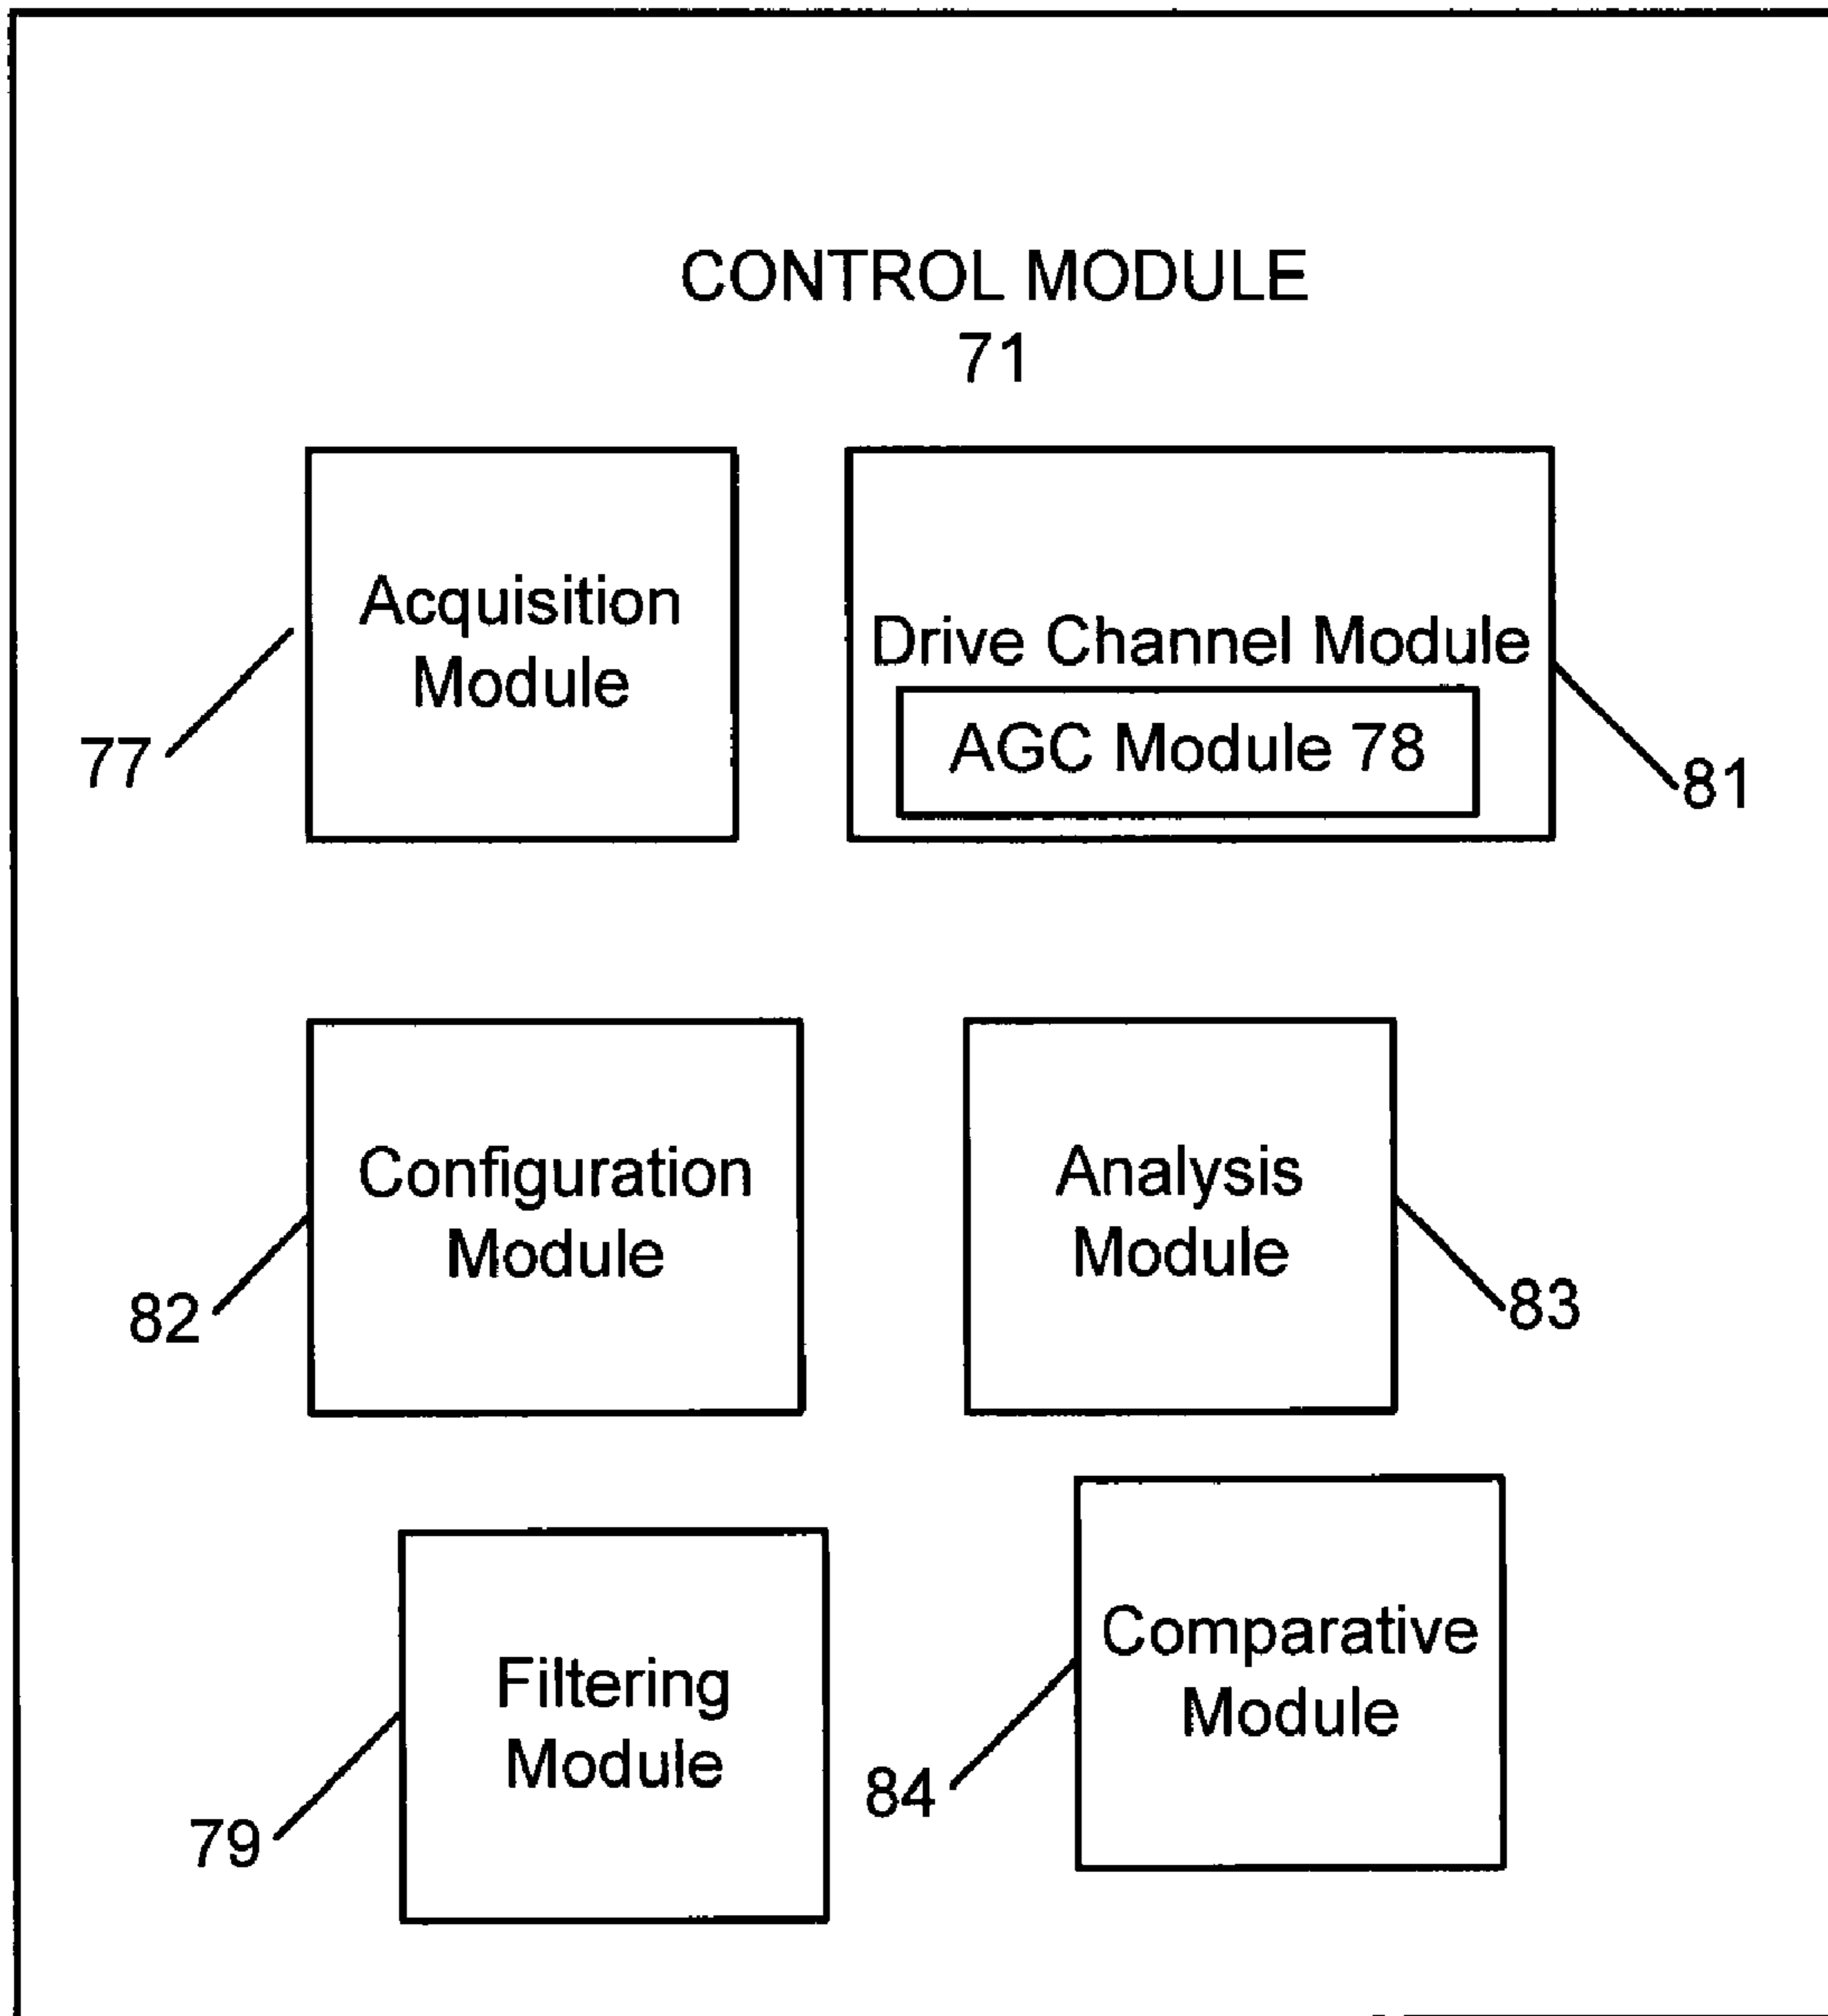 CONTROL MODULE
71
Acquisition
Module
77
Drive Channel Module
AGC Module 78
81
Configuration
Module
82
Analysis
Module
83
Filtering
Module
79
Comparative
Module
84